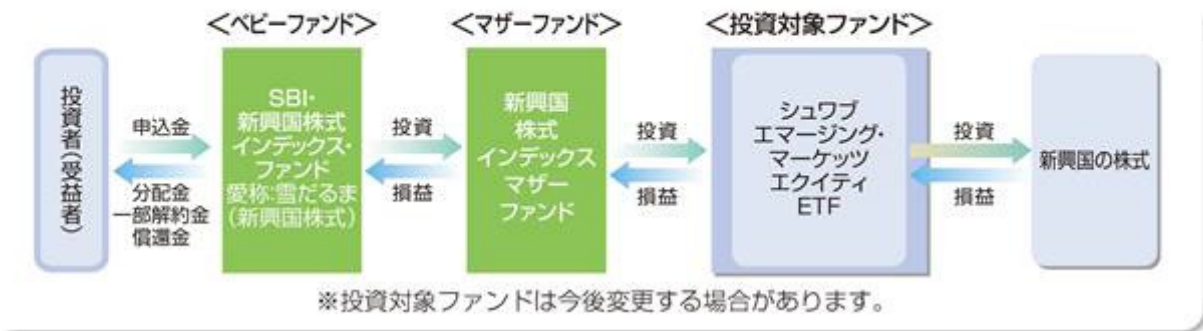 ＜ベビーファンド＞
＜マザーファンド＞
＜投資対象ファンド＞
投資者（受益者）
申込金
分配金
一部解約金
償還金
SBI・
新興国株式
インデックス・
ファンド
愛称:雪だるま
（新興国株式）
投資
損益
新興国
株式
インデックス
マザー
ファンド
投資
損益
シュワブ
エマージング・
マーケッツ
エクイティ
ETF
投資
損益
新興国の株式
※投資対象ファンドは今後変更する場合があります。